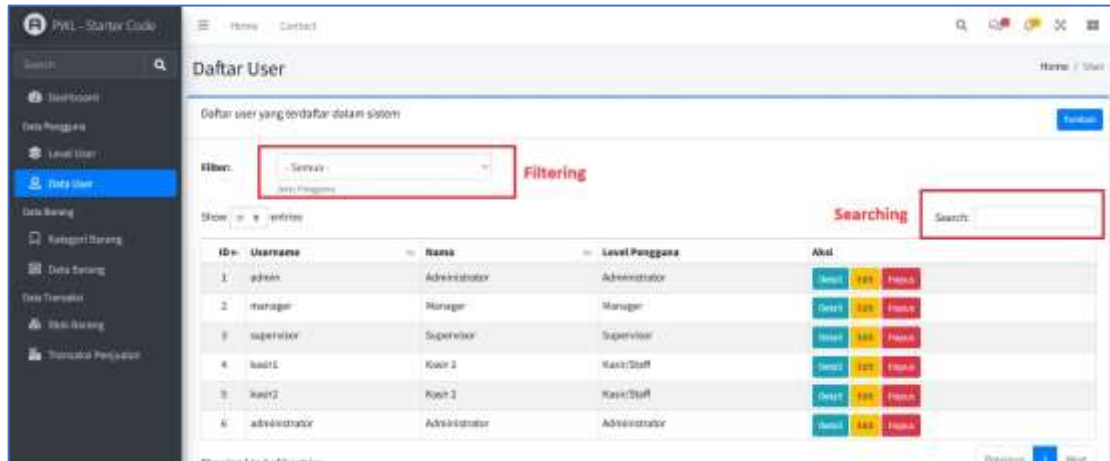 PWL - Starter Code
Home Contact
Search
Daftar User
Home / User
Dashboard
Daftar user yang terdaftar dalam sistem
Tambah
Data Pengguna
Level User
Data User
Filter:
- Semua -
Filtering
Level Pengguna
Data Barang
Kategori Barang
Data Barang
Data Transaksi
Stok Barang
Transaksi Penjualan
Show entries
Searching
Search:
ID Username Nama Level Pengguna Aksi
1 admin Administrator Administrator Detail Edit Hapus
2 manager Manager Manager Detail Edit Hapus
3 supervisor Supervisor Supervisor Detail Edit Hapus
4 kasir1 Kasir 1 Kasir/Staff Detail Edit Hapus
5 kasir2 Kasir 2 Kasir/Staff Detail Edit Hapus
6 administrator Administrator Administrator Detail Edit Hapus
Previous 1 Next